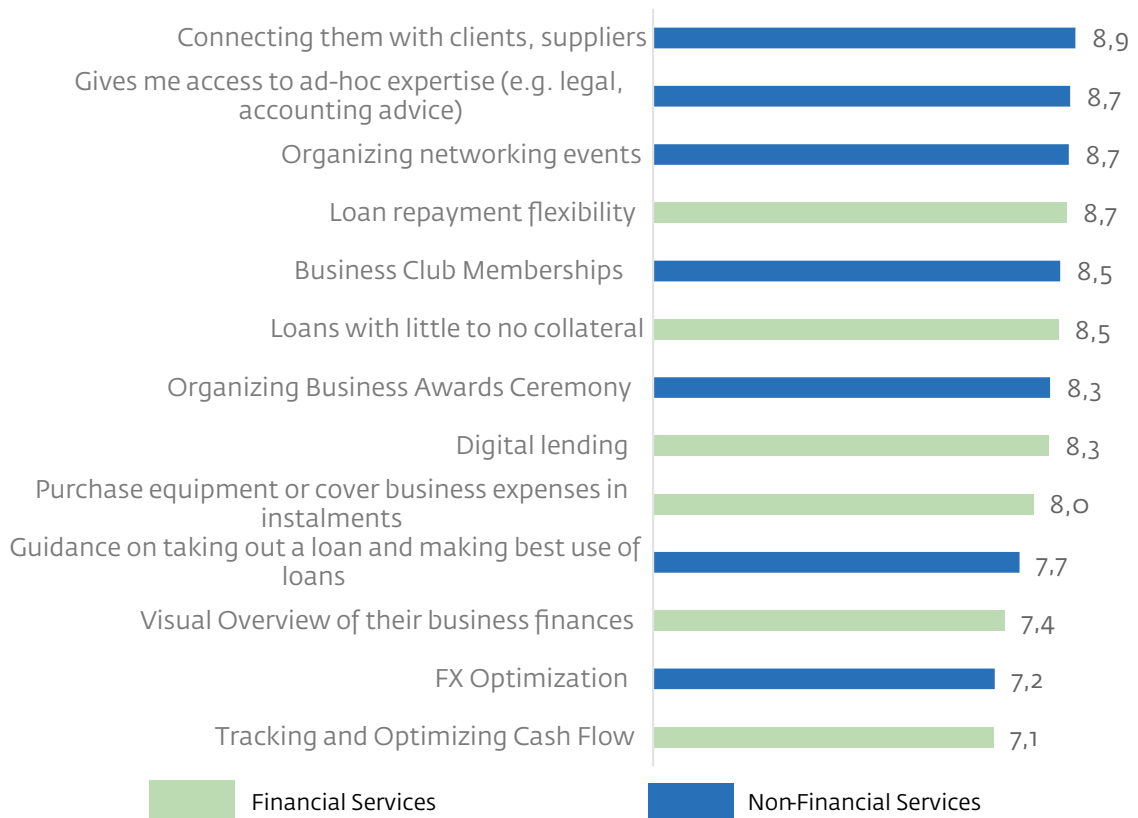 Connecting them with clients, suppliers 8,9
Gives me access to ad-hoc expertise (e.g. legal,
accounting advice) 8,7
Organizing networking events 8,7
Loan repayment flexibility 8,7
Business Club Memberships 8,5
Loans with little to no collateral 8,5
Organizing Business Awards Ceremony 8,3
Digital lending 8,3
Purchase equipment or cover business expenses in
instalments 8,0
Guidance on taking out a loan and making best use of
loans 7,7
Visual Overview of their business finances 7,4
FX Optimization 7,2
Tracking and Optimizing Cash Flow 7,1
Financial Services Non-Financial Services